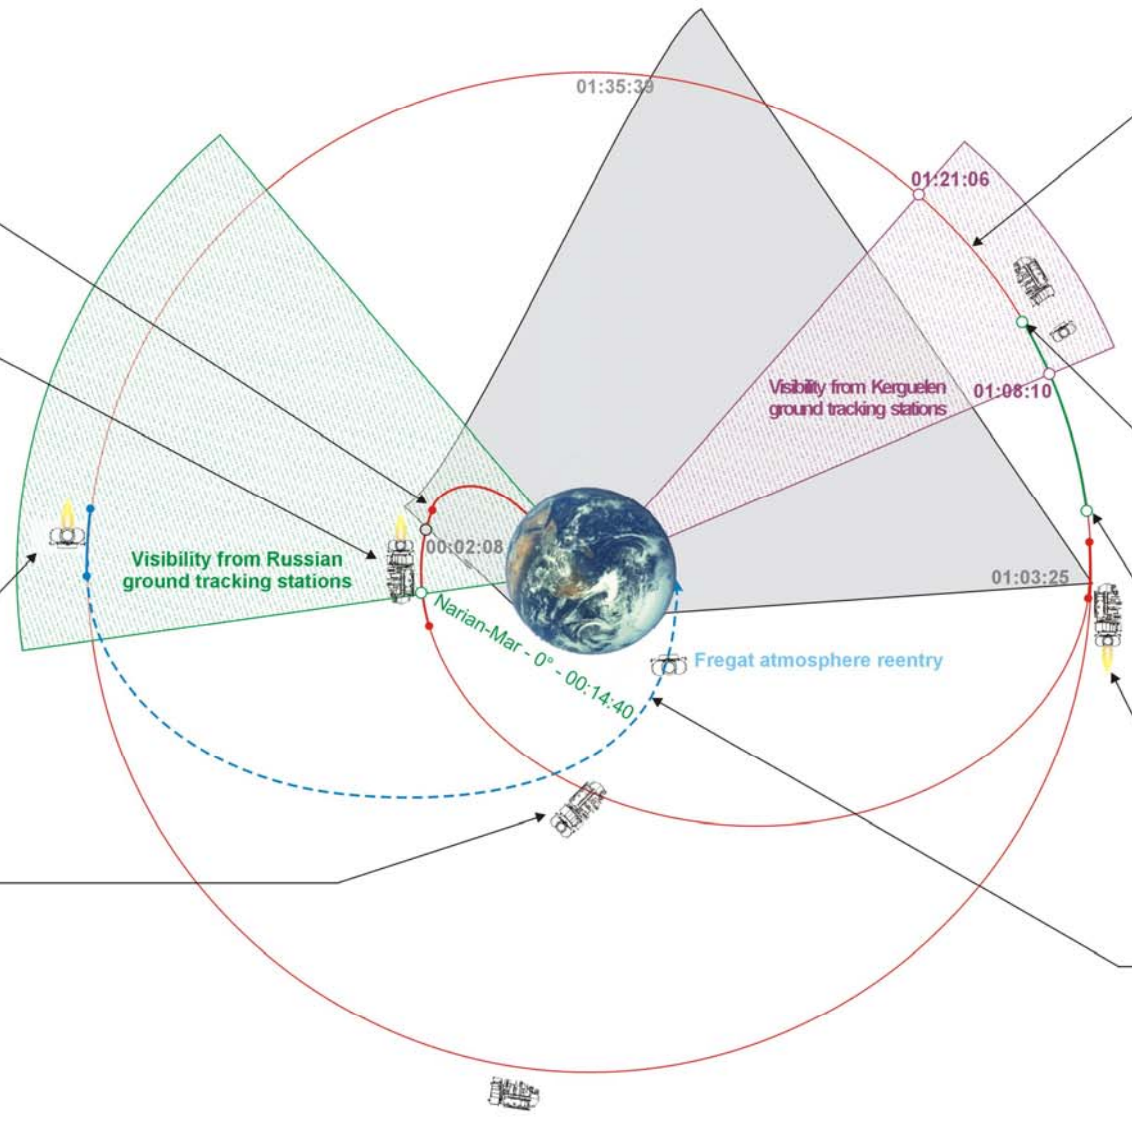 01:35:39
01:21:06
Visibility from Kerguelen
ground tracking stations
01:08:10
Visibility from Russian
ground tracking stations
00:02:08
01:03:25
Narian-Mar - 0° - 00:14:40
Fregat atmosphere reentry